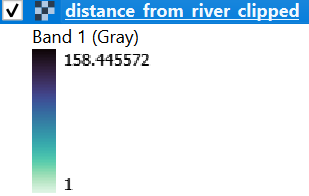 distance from river clipped
Band 1 (Gray)
158.445572
1